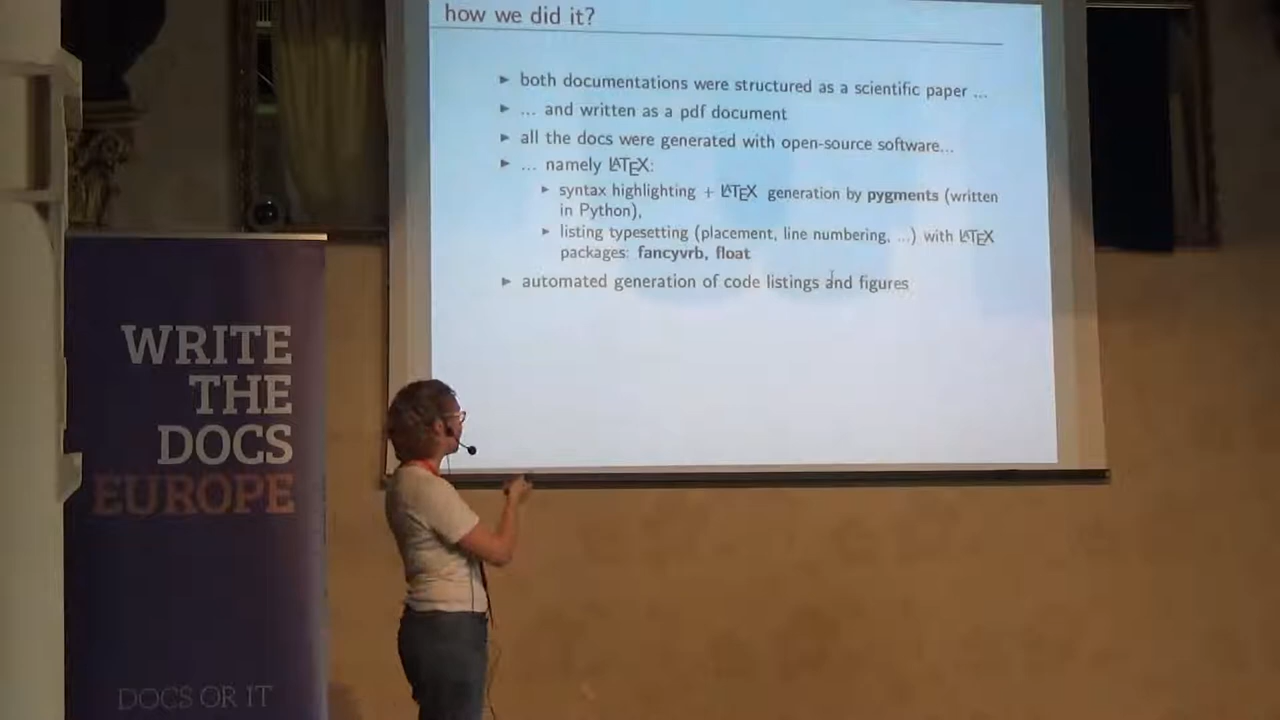 how we did it?
► both documentations were structured as a scientific paper ...
► ... and written as a pdf document
► all the docs were generated with open-source software...
► ... namely LATEX:
► syntax highlighting + LATEX generation by pygments (written
in Python),
► listing typesetting (placement, line numbering, ...) with LATEX
packages: fancyvrb, float
► automated generation of code listings and figures
WRITE
THE
DOCS
EUROPE
DOCS OR IT